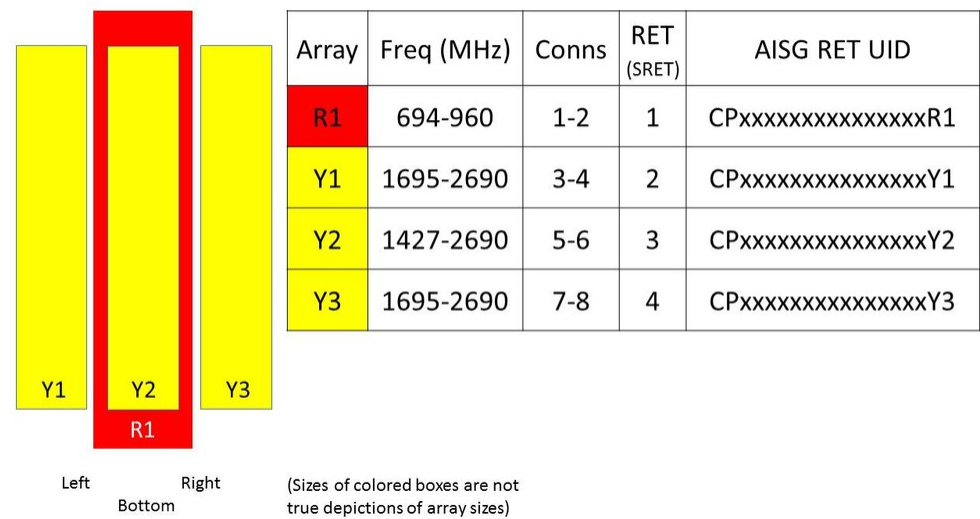 Array Freq (MHz) Conns RET (SRET) AISG RET UID
R1 694-960 1-2 1 CPxxxxxxxxxxxxxxxR1
Y1 1695-2690 3-4 2 CPxxxxxxxxxxxxxxxY1
Y2 1427-2690 5-6 3 CPxxxxxxxxxxxxxxxY2
Y3 1695-2690 7-8 4 CPxxxxxxxxxxxxxxxY3
Y1 Y2 Y3
R1
Left Right
Bottom
(Sizes of colored boxes are not
true depictions of array sizes)